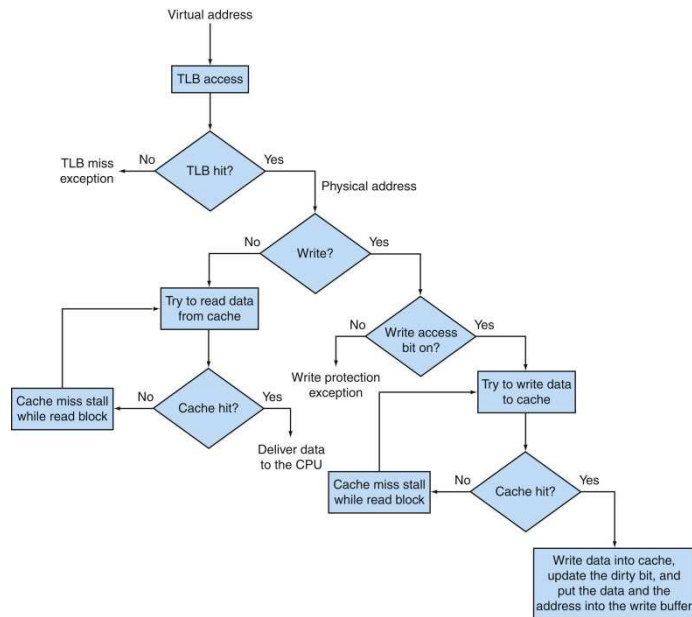 Virtual address
TLB access
TLB hit?
No
Yes
TLB miss
exception
Physical address
Write?
No
Yes
Try to read data
from cache
Write access
bit on?
No
Yes
Write protection
exception
Try to write data
to cache
Cache hit?
No
Yes
Cache miss stall
while read block
Deliver data
to the CPU
Cache hit?
No
Yes
Cache miss stall
while read block
Write data into cache,
update the dirty bit, and
put the data and the
address into the write buffer